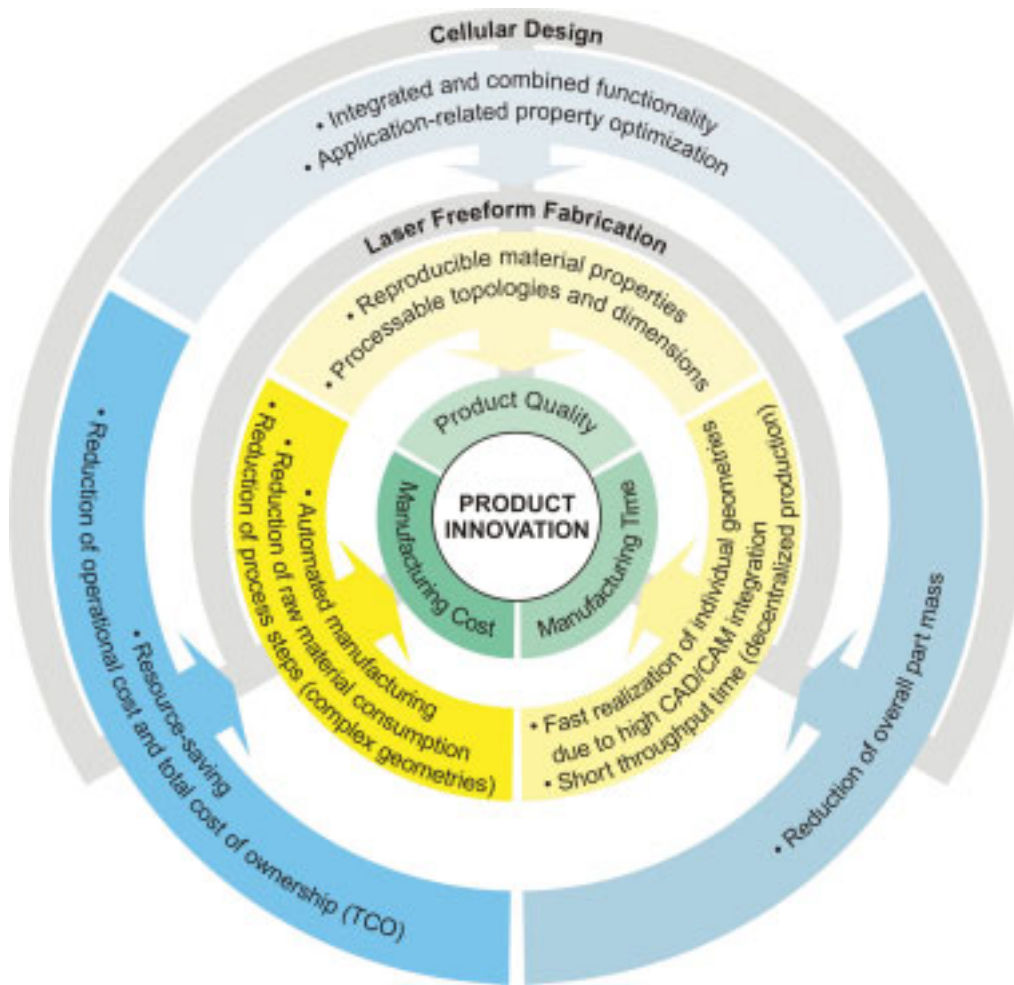 Cellular Design
• Integrated and combined functionality
• Application-related property optimization
Laser Freeform Fabrication
• Reproducible material properties
• Processable topologies and dimensions
Product Quality
Manufacturing Cost
Manufacturing Time
PRODUCT
INNOVATION
• Automated manufacturing
• Reduction of raw material consumption
• Reduction of process steps (complex geometries)
• Fast realization of individual geometries
due to high CAD/CAM integration
• Short throughput time (decentralized production)
• Resource-saving
• Reduction of operational cost and total cost of ownership (TCO)
• Reduction of overall part mass